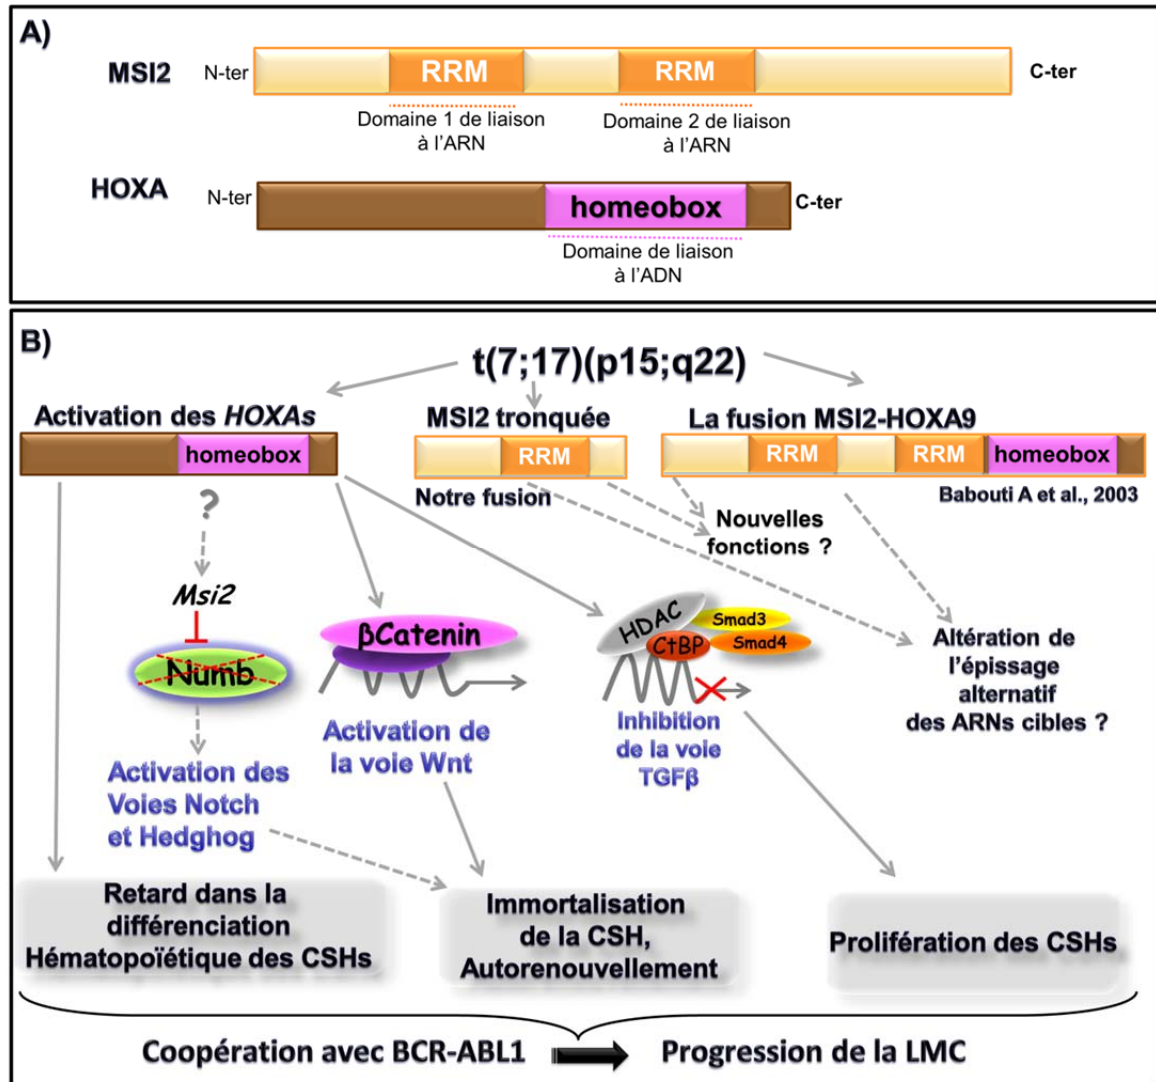 A)
MSI2
N-ter
RRM
RRM
C-ter
Domaine 1 de liaison
à l'ARN
Domaine 2 de liaison
à l'ARN
HOXA
N-ter
homeobox
C-ter
Domaine de liaison
à l'ADN
B)
t(7;17)(p15;q22)
Activation des HOXAs
homeobox
MSI2 tronquée
RRM
Notre fusion
La fusion MSI2-HOXA9
RRM
RRM
homeobox
Babouti A et al., 2003
Nouvelles
fonctions ?
?
Msi2
Numb
Activation des
Voies Notch
et Hedghog
βCatenin
Activation de
la voie Wnt
HDAC
CtBP
Smad3
Smad4
Inhibition
de la voie
TGFβ
Altération de
l'épissage
alternatif
des ARNs cibles ?
Retard dans la
différenciation
Hématopoïétique des CSHs
Immortalisation
de la CSH,
Autorenouvellement
Prolifération des CSHs
Coopération avec BCR-ABL1
Progression de la LMC